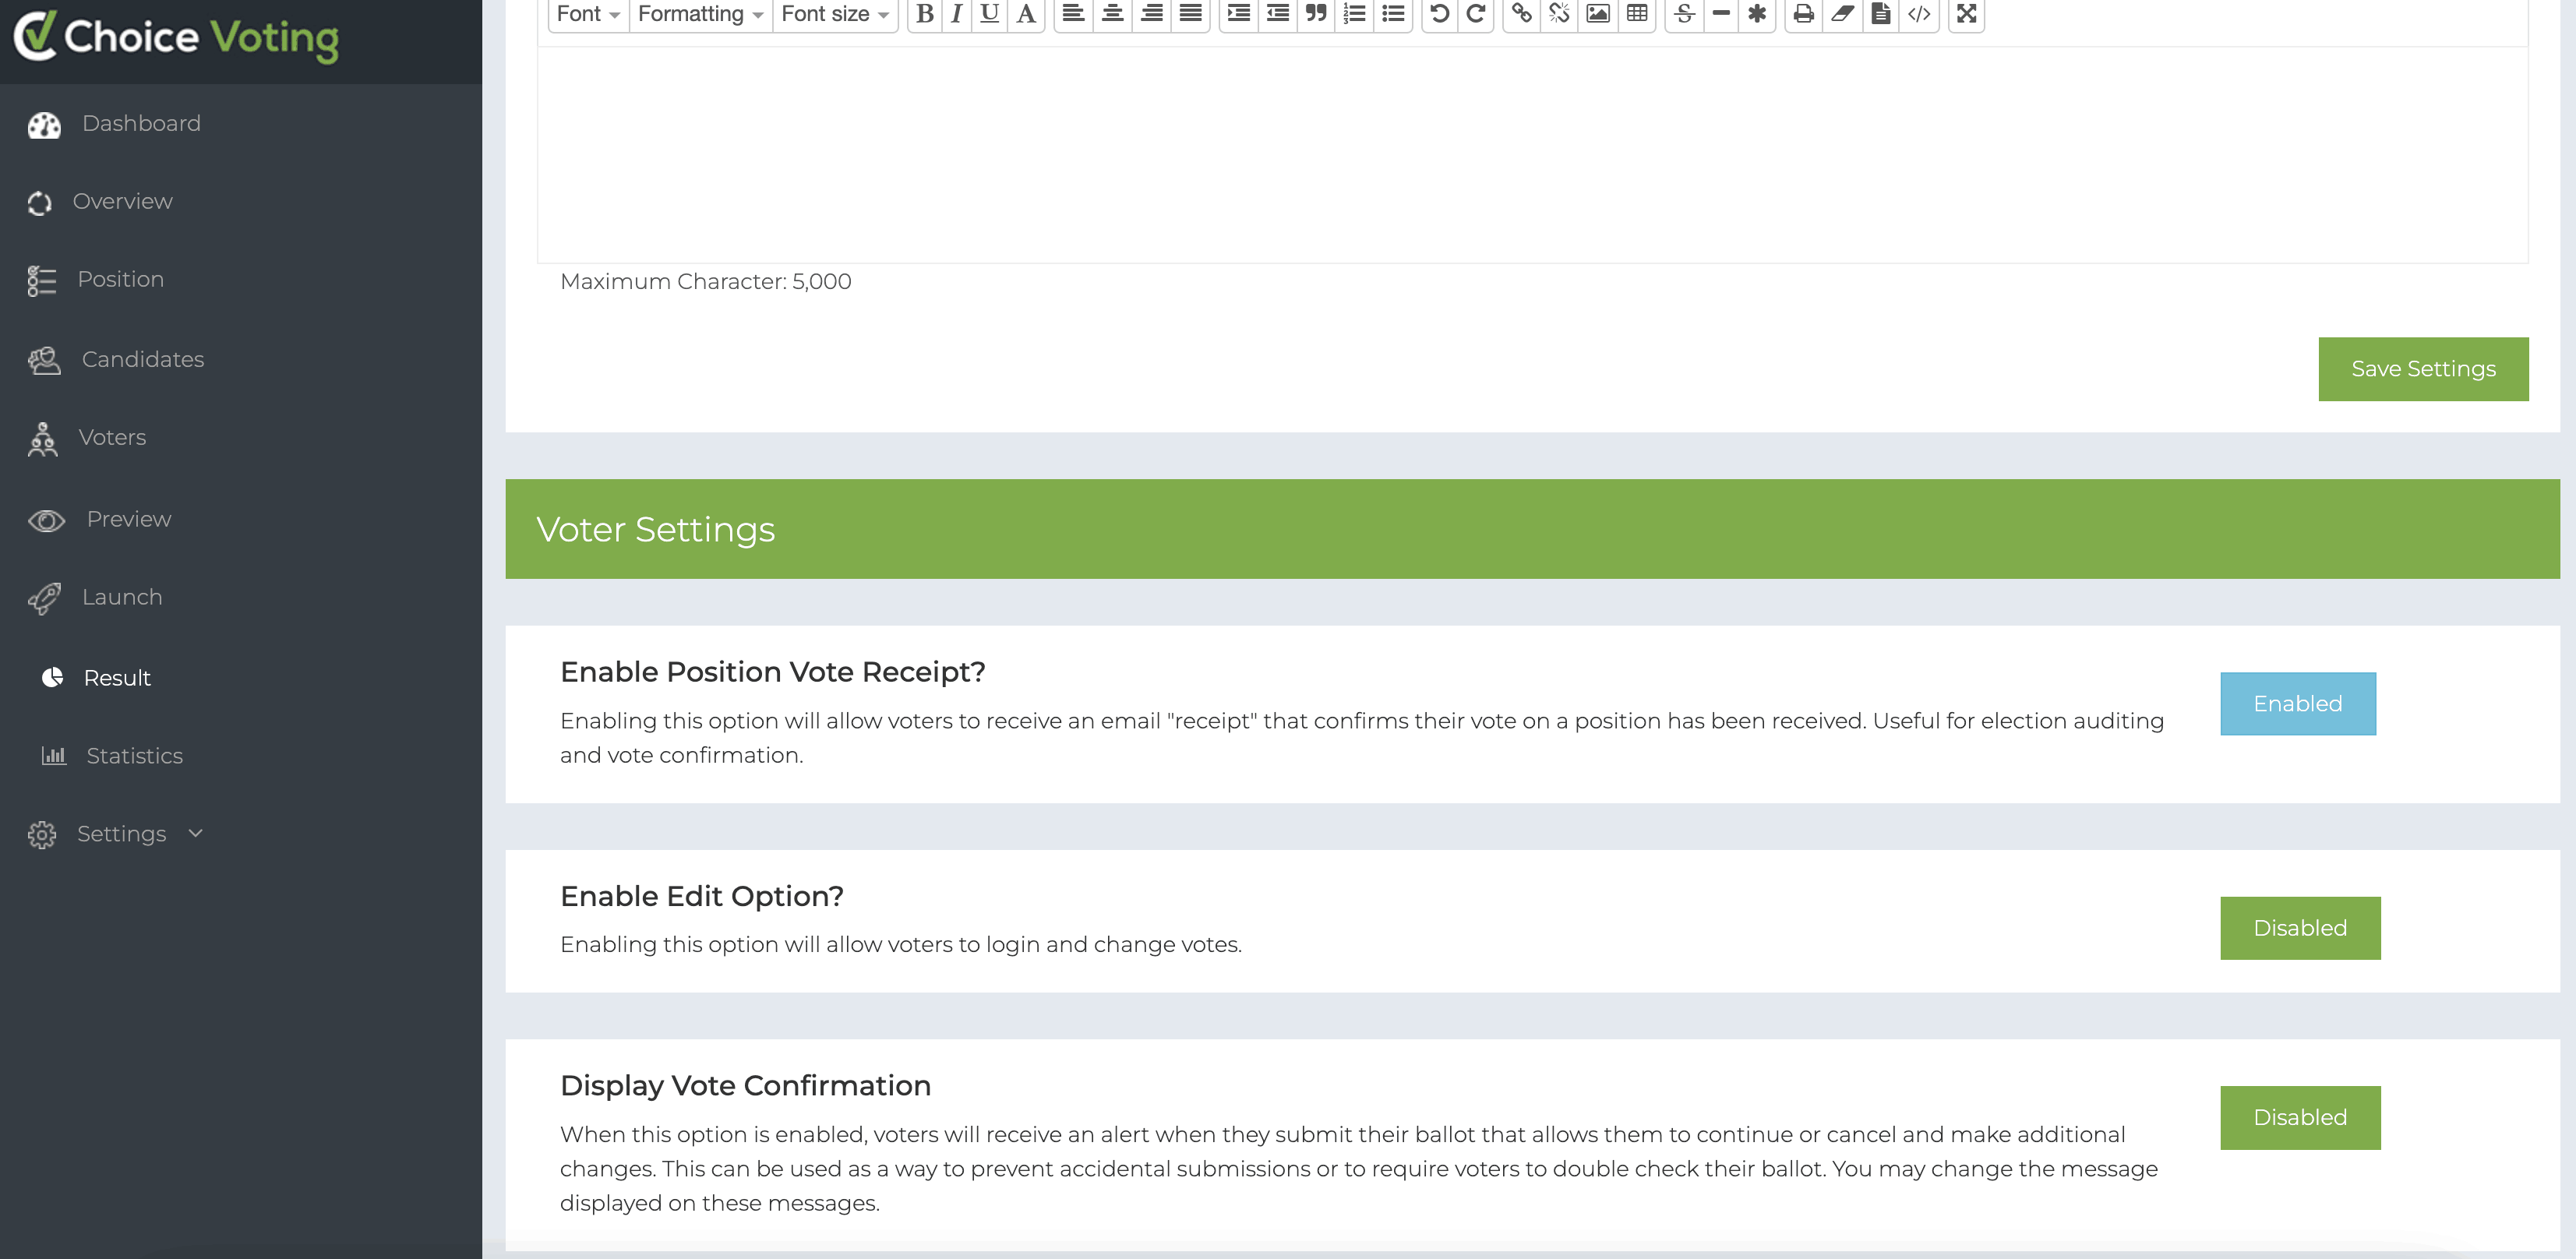 Choice Voting
Dashboard
Overview
Position
Candidates
Voters
Preview
Launch
Result
Statistics
Settings
Font Formatting Font size B I U A
Maximum Character: 5,000
Save Settings
Voter Settings
Enable Position Vote Receipt?
Enabling this option will allow voters to receive an email "receipt" that confirms their vote on a position has been received. Useful for election auditing
and vote confirmation.
Enabled
Enable Edit Option?
Enabling this option will allow voters to login and change votes.
Disabled
Display Vote Confirmation
When this option is enabled, voters will receive an alert when they submit their ballot that allows them to continue or cancel and make additional
changes. This can be used as a way to prevent accidental submissions or to require voters to double check their ballot. You may change the message
displayed on these messages.
Disabled